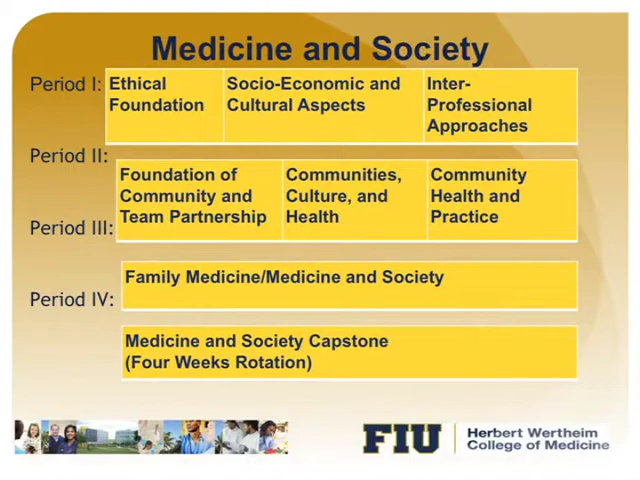 Medicine and Society
Period I:
Ethical
Foundation
Socio-Economic and
Cultural Aspects
Inter-
Professional
Approaches
Period II:
Foundation of
Community and
Team Partnership
Communities,
Culture, and
Health
Community
Health and
Practice
Period III:
Family Medicine/Medicine and Society
Period IV:
Medicine and Society Capstone
(Four Weeks Rotation)
FIU
Herbert Wertheim
College of Medicine